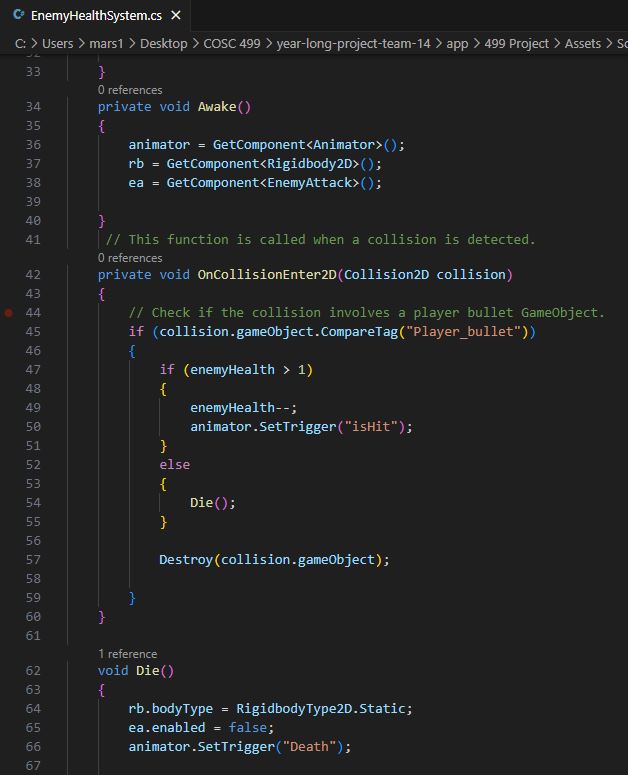 EnemyHealthSystem.cs ×
C: > Users > mars1 > Desktop > COSC 499 > year-long-project-team-14 > app > 499 Project > Assets > Sc
33 }
0 references
34 private void Awake()
35 {
36 animator = GetComponent<Animator>();
37 rb = GetComponent<Rigidbody2D>();
38 ea = GetComponent<EnemyAttack>();
39
40 }
41 // This function is called when a collision is detected.
0 references
42 private void OnCollisionEnter2D(Collision2D collision)
43 {
44 // Check if the collision involves a player bullet GameObject.
45 if (collision.gameObject.CompareTag("Player_bullet"))
46 {
47 if (enemyHealth > 1)
48 {
49 enemyHealth--;
50 animator.SetTrigger("isHit");
51 }
52 else
53 {
54 Die();
55 }
56
57 Destroy(collision.gameObject);
58
59 }
60 }
61
1 reference
62 void Die()
63 {
64 rb.bodyType = RigidbodyType2D.Static;
65 ea.enabled = false;
66 animator.SetTrigger("Death");
67